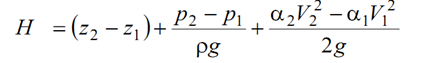 H = (z₂ − z₁) + (p₂ − p₁)/(ρg) + (α₂V₂² − α₁V₁²)/(2g)